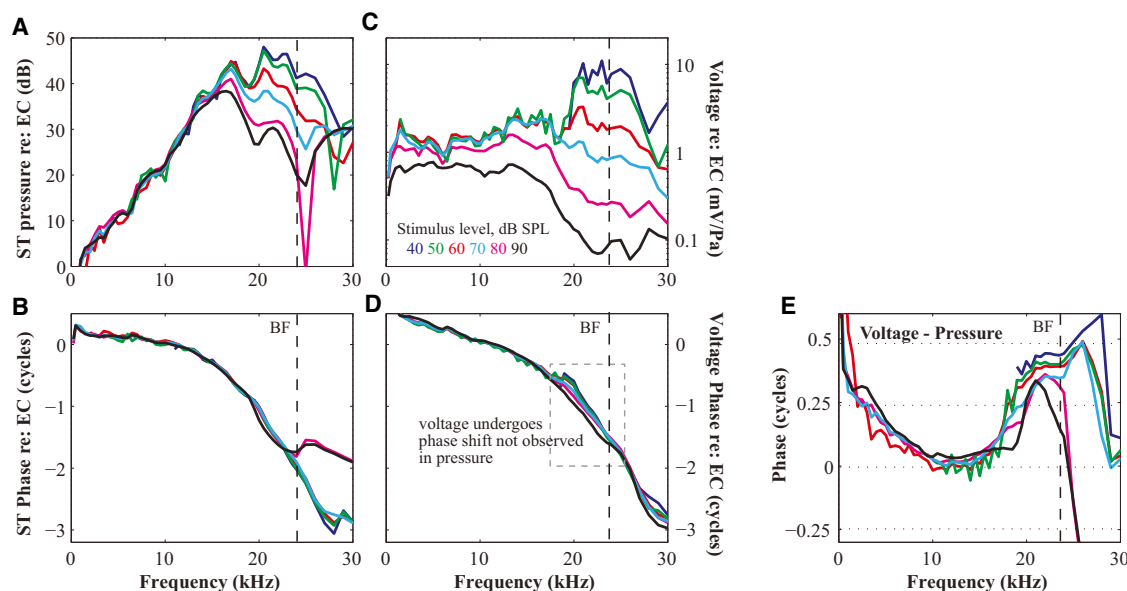 A
ST pressure re: EC (dB)
50
40
30
20
10
0
0
10
20
30
C
Voltage re: EC (mV/Pa)
10
1
0.1
Stimulus level, dB SPL
40 50 60 70 80 90
0
10
20
30
B
ST Phase re: EC (cycles)
0
−1
−2
−3
BF
0
10
20
30
Frequency (kHz)
D
Voltage Phase re: EC (cycles)
0
−1
−2
−3
BF
voltage undergoes
phase shift not observed
in pressure
0
10
20
30
Frequency (kHz)
E
Voltage - Pressure
BF
Phase (cycles)
0.5
0.25
0
−0.25
0
10
20
30
Frequency (kHz)